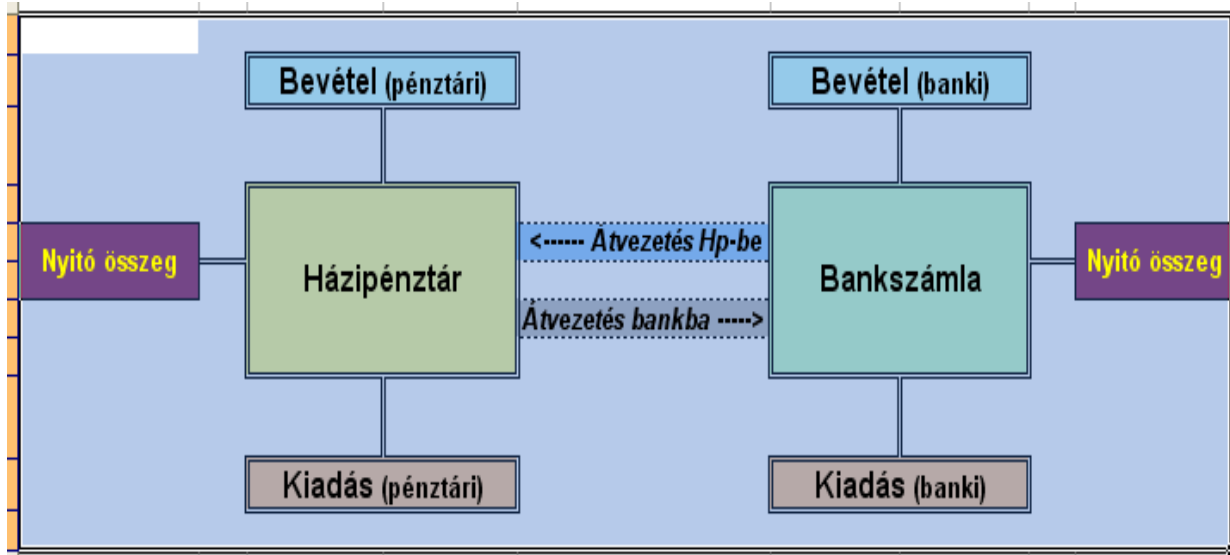 Bevétel (pénztári)
Bevétel (banki)
Nyitó összeg
Házipénztár
<------ Átvezetés Hp-be
Átvezetés bankba ----->
Bankszámla
Nyitó összeg
Kiadás (pénztári)
Kiadás (banki)